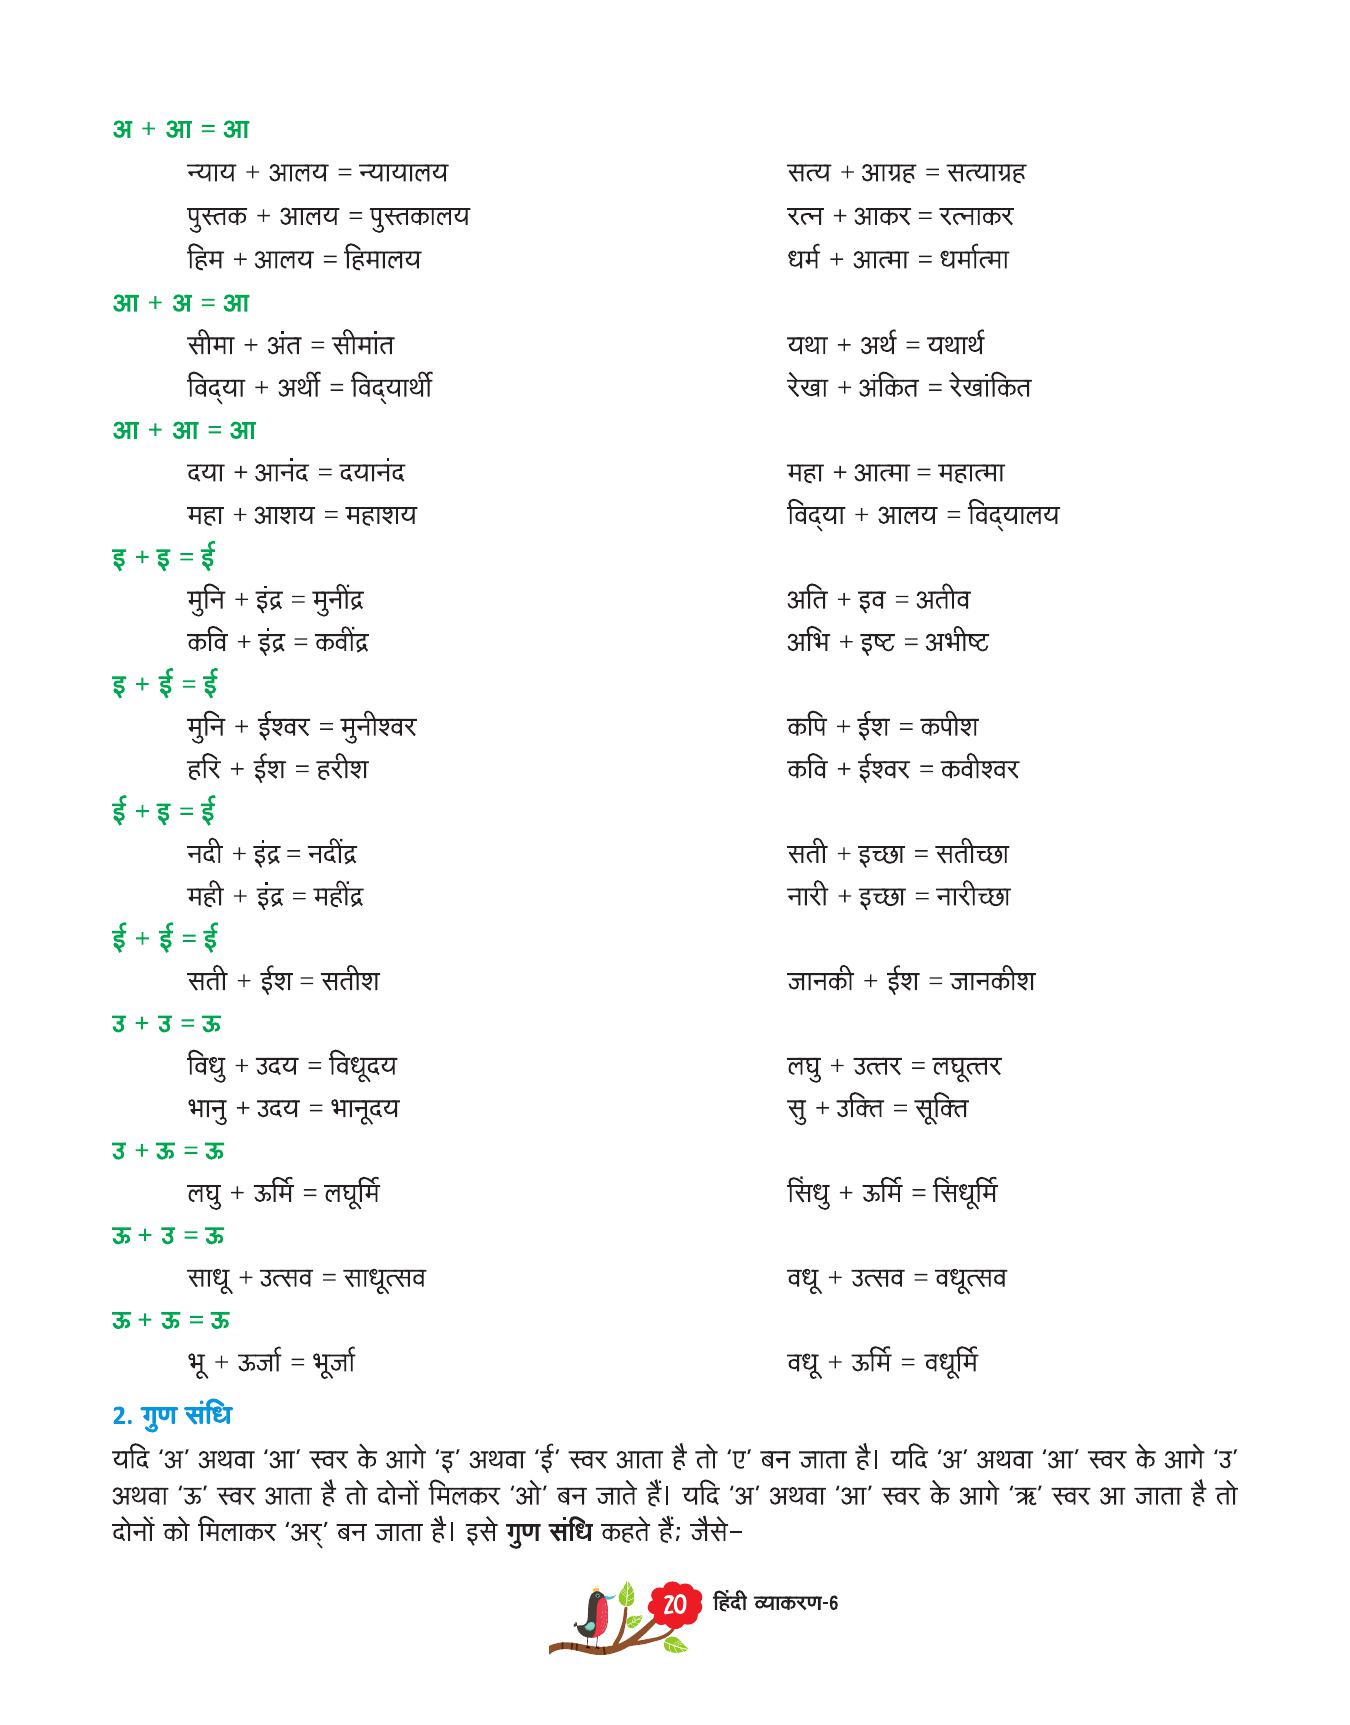 अ + आ = आ
न्याय + आलय = न्यायालय सत्य + आग्रह = सत्याग्रह
पुस्तक + आलय = पुस्तकालय रत्न + आकर = रत्नाकर
हिम + आलय = हिमालय धर्म + आत्मा = धर्मात्मा
आ + अ = आ
सीमा + अंत = सीमांत यथा + अर्थ = यथार्थ
विद्‌या + अर्थी = विद्‌यार्थी रेखा + अंकित = रेखांकित
आ + आ = आ
दया + आनंद = दयानंद महा + आत्मा = महात्मा
महा + आशय = महाशय विद्‌या + आलय = विद्‌यालय
इ + इ = ई
मुनि + इंद्र = मुनींद्र अति + इव = अतीव
कवि + इंद्र = कवींद्र अभि + इष्ट = अभीष्ट
इ + ई = ई
मुनि + ईश्वर = मुनीश्वर कपि + ईश = कपीश
हरि + ईश = हरीश कवि + ईश्वर = कवीश्वर
ई + इ = ई
नदी + इंद्र = नदींद्र सती + इच्छा = सतीच्छा
मही + इंद्र = महींद्र नारी + इच्छा = नारीच्छा
ई + ई = ई
सती + ईश = सतीश जानकी + ईश = जानकीश
उ + उ = ऊ
विधु + उदय = विधूदय लघु + उत्तर = लघूत्तर
भानु + उदय = भानूदय सु + उक्ति = सूक्ति
उ + ऊ = ऊ
लघु + ऊर्मि = लघूर्मि सिंधु + ऊर्मि = सिंधूर्मि
ऊ + उ = ऊ
साधू + उत्सव = साधूत्सव वधू + उत्सव = वधूत्सव
ऊ + ऊ = ऊ
भू + ऊर्जा = भूर्जा वधू + ऊर्मि = वधूर्मि
2. गुण संधि
यदि ‘अ’ अथवा ‘आ’ स्वर के आगे ‘इ’ अथवा ‘ई’ स्वर आता है तो ‘ए’ बन जाता है। यदि ‘अ’ अथवा ‘आ’ स्वर के आगे ‘उ’
अथवा ‘ऊ’ स्वर आता है तो दोनों मिलकर ‘ओ’ बन जाते हैं। यदि ‘अ’ अथवा ‘आ’ स्वर के आगे ‘ऋ’ स्वर आ जाता है तो
दोनों को मिलाकर ‘अर्’ बन जाता है। इसे गुण संधि कहते हैं; जैसे–
20 हिंदी व्याकरण-6